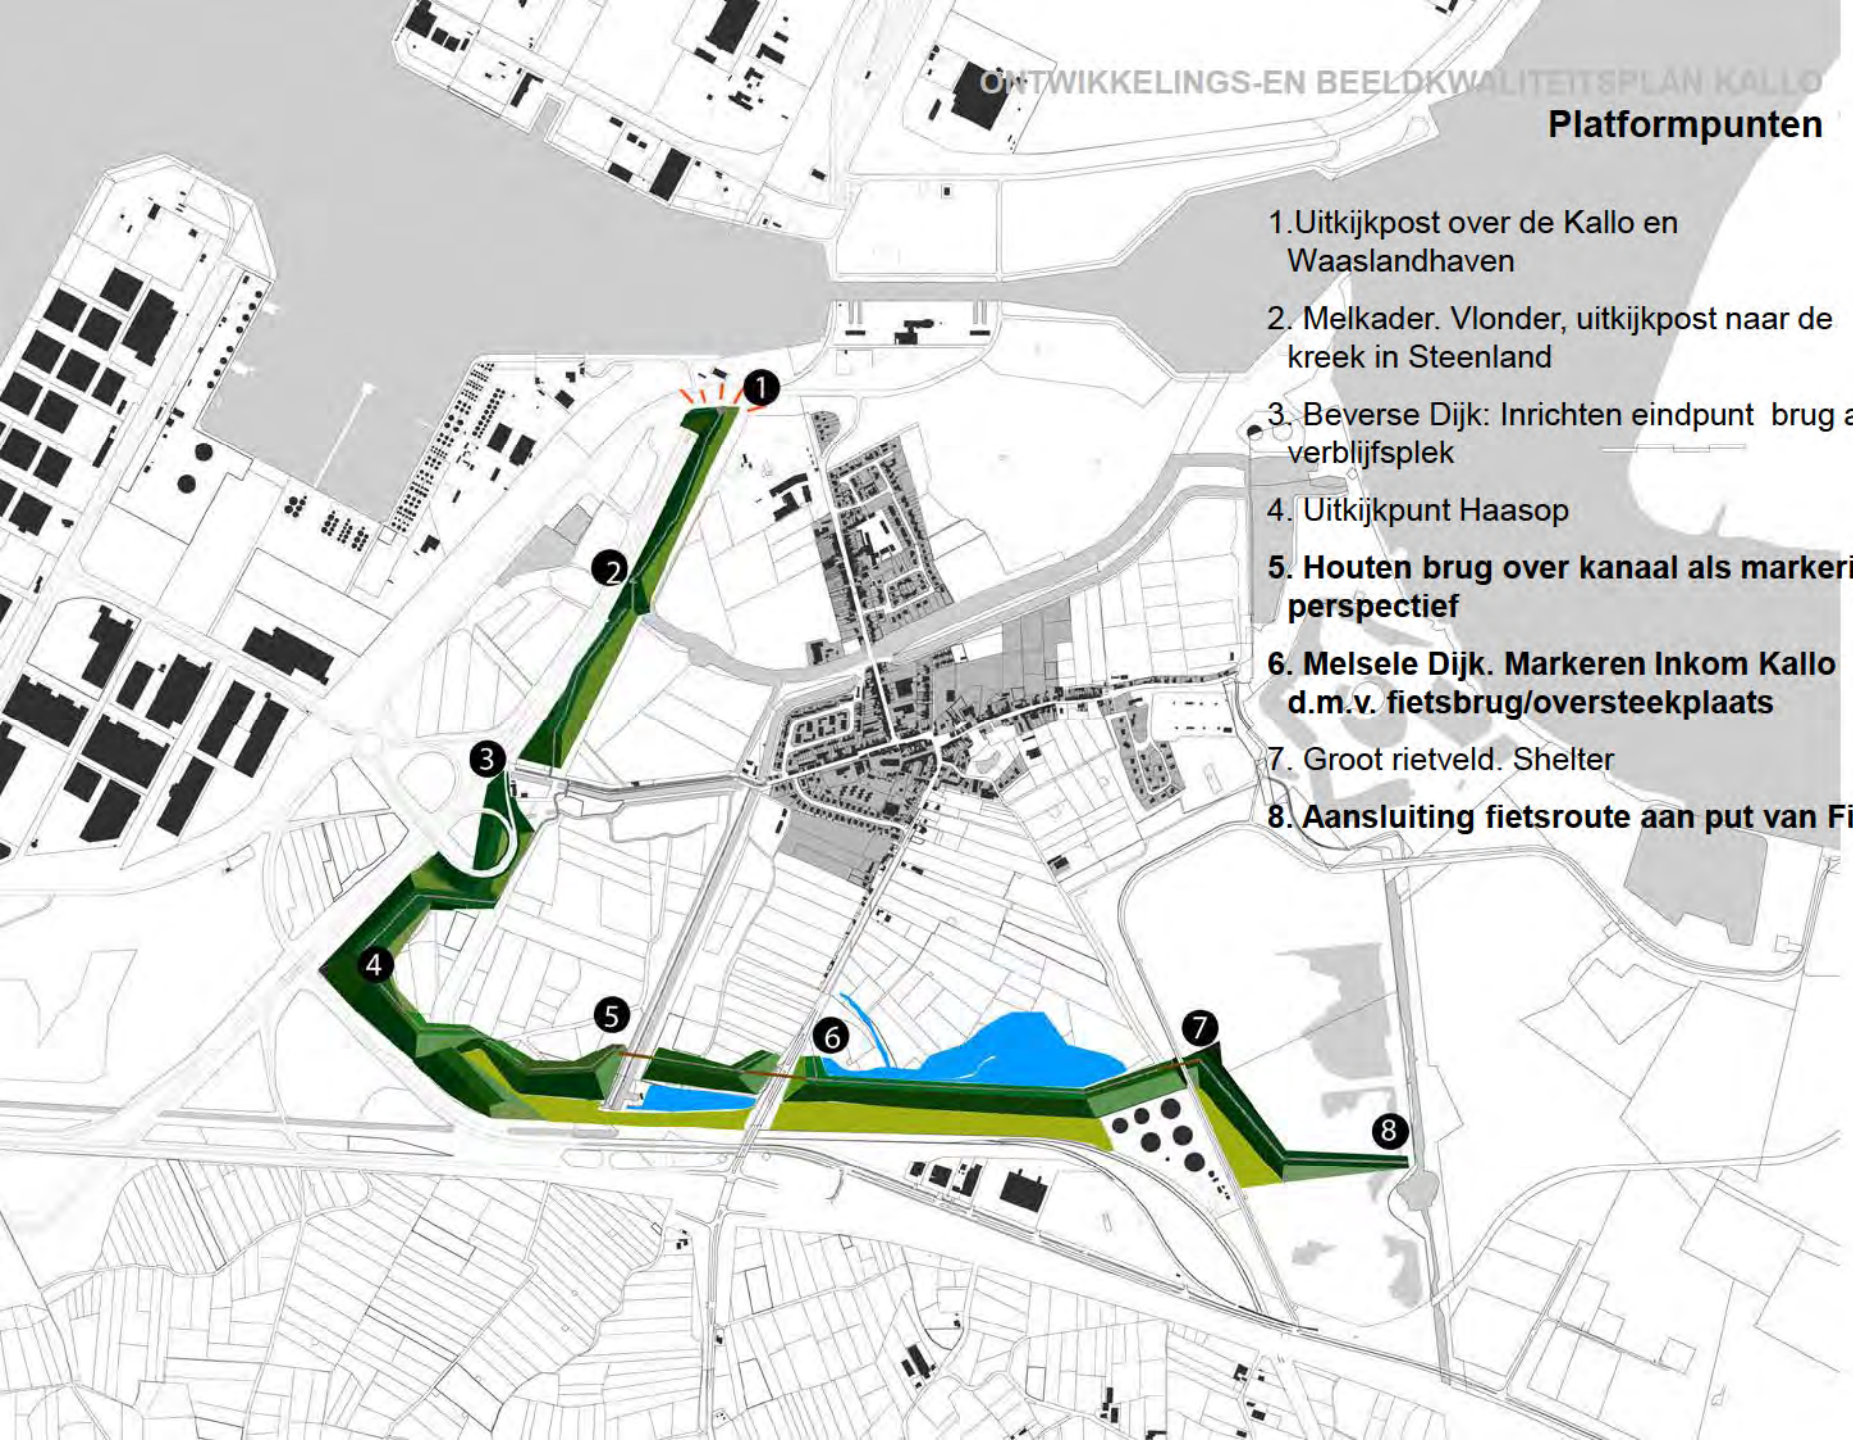 ONTWIKKELINGS-EN BEELDKWALITEITSPLAN KALLO
Platformpunten
1.Uitkijkpost over de Kallo en
Waaslandhaven
2. Melkader. Vlonder, uitkijkpost naar de
kreek in Steenland
3. Beverse Dijk: Inrichten eindpunt brug
verblijfsplek
4. Uitkijkpunt Haasop
5. Houten brug over kanaal als
perspectief
6. Melsele Dijk. Markeren Inkom Kallo
d.m.v. fietsbrug/oversteekplaats
7. Groot rietveld. Shelter
8. Aansluiting fietsroute aan put van
1
2
3
4
5
6
7
8